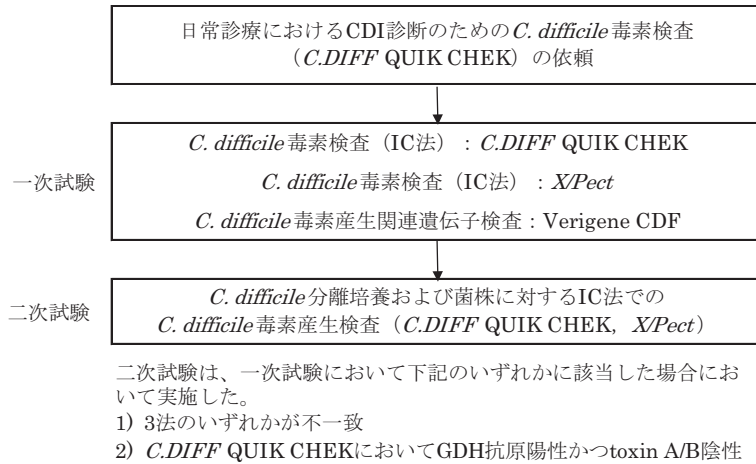 日常診療におけるCDI診断のためのC. difficile毒素検査
（C.DIFF QUIK CHEK）の依頼
一次試験
C. difficile毒素検査（IC法）：C.DIFF QUIK CHEK
C. difficile毒素検査（IC法）：X/Pect
C. difficile毒素産生関連遺伝子検査：Verigene CDF
二次試験
C. difficile分離培養および菌株に対するIC法での
C. difficile毒素産生検査（C.DIFF QUIK CHEK，X/Pect）
二次試験は、一次試験において下記のいずれかに該当した場合にお
いて実施した。
1) 3法のいずれかが不一致
2) C.DIFF QUIK CHEKにおいてGDH抗原陽性かつtoxin A/B陰性